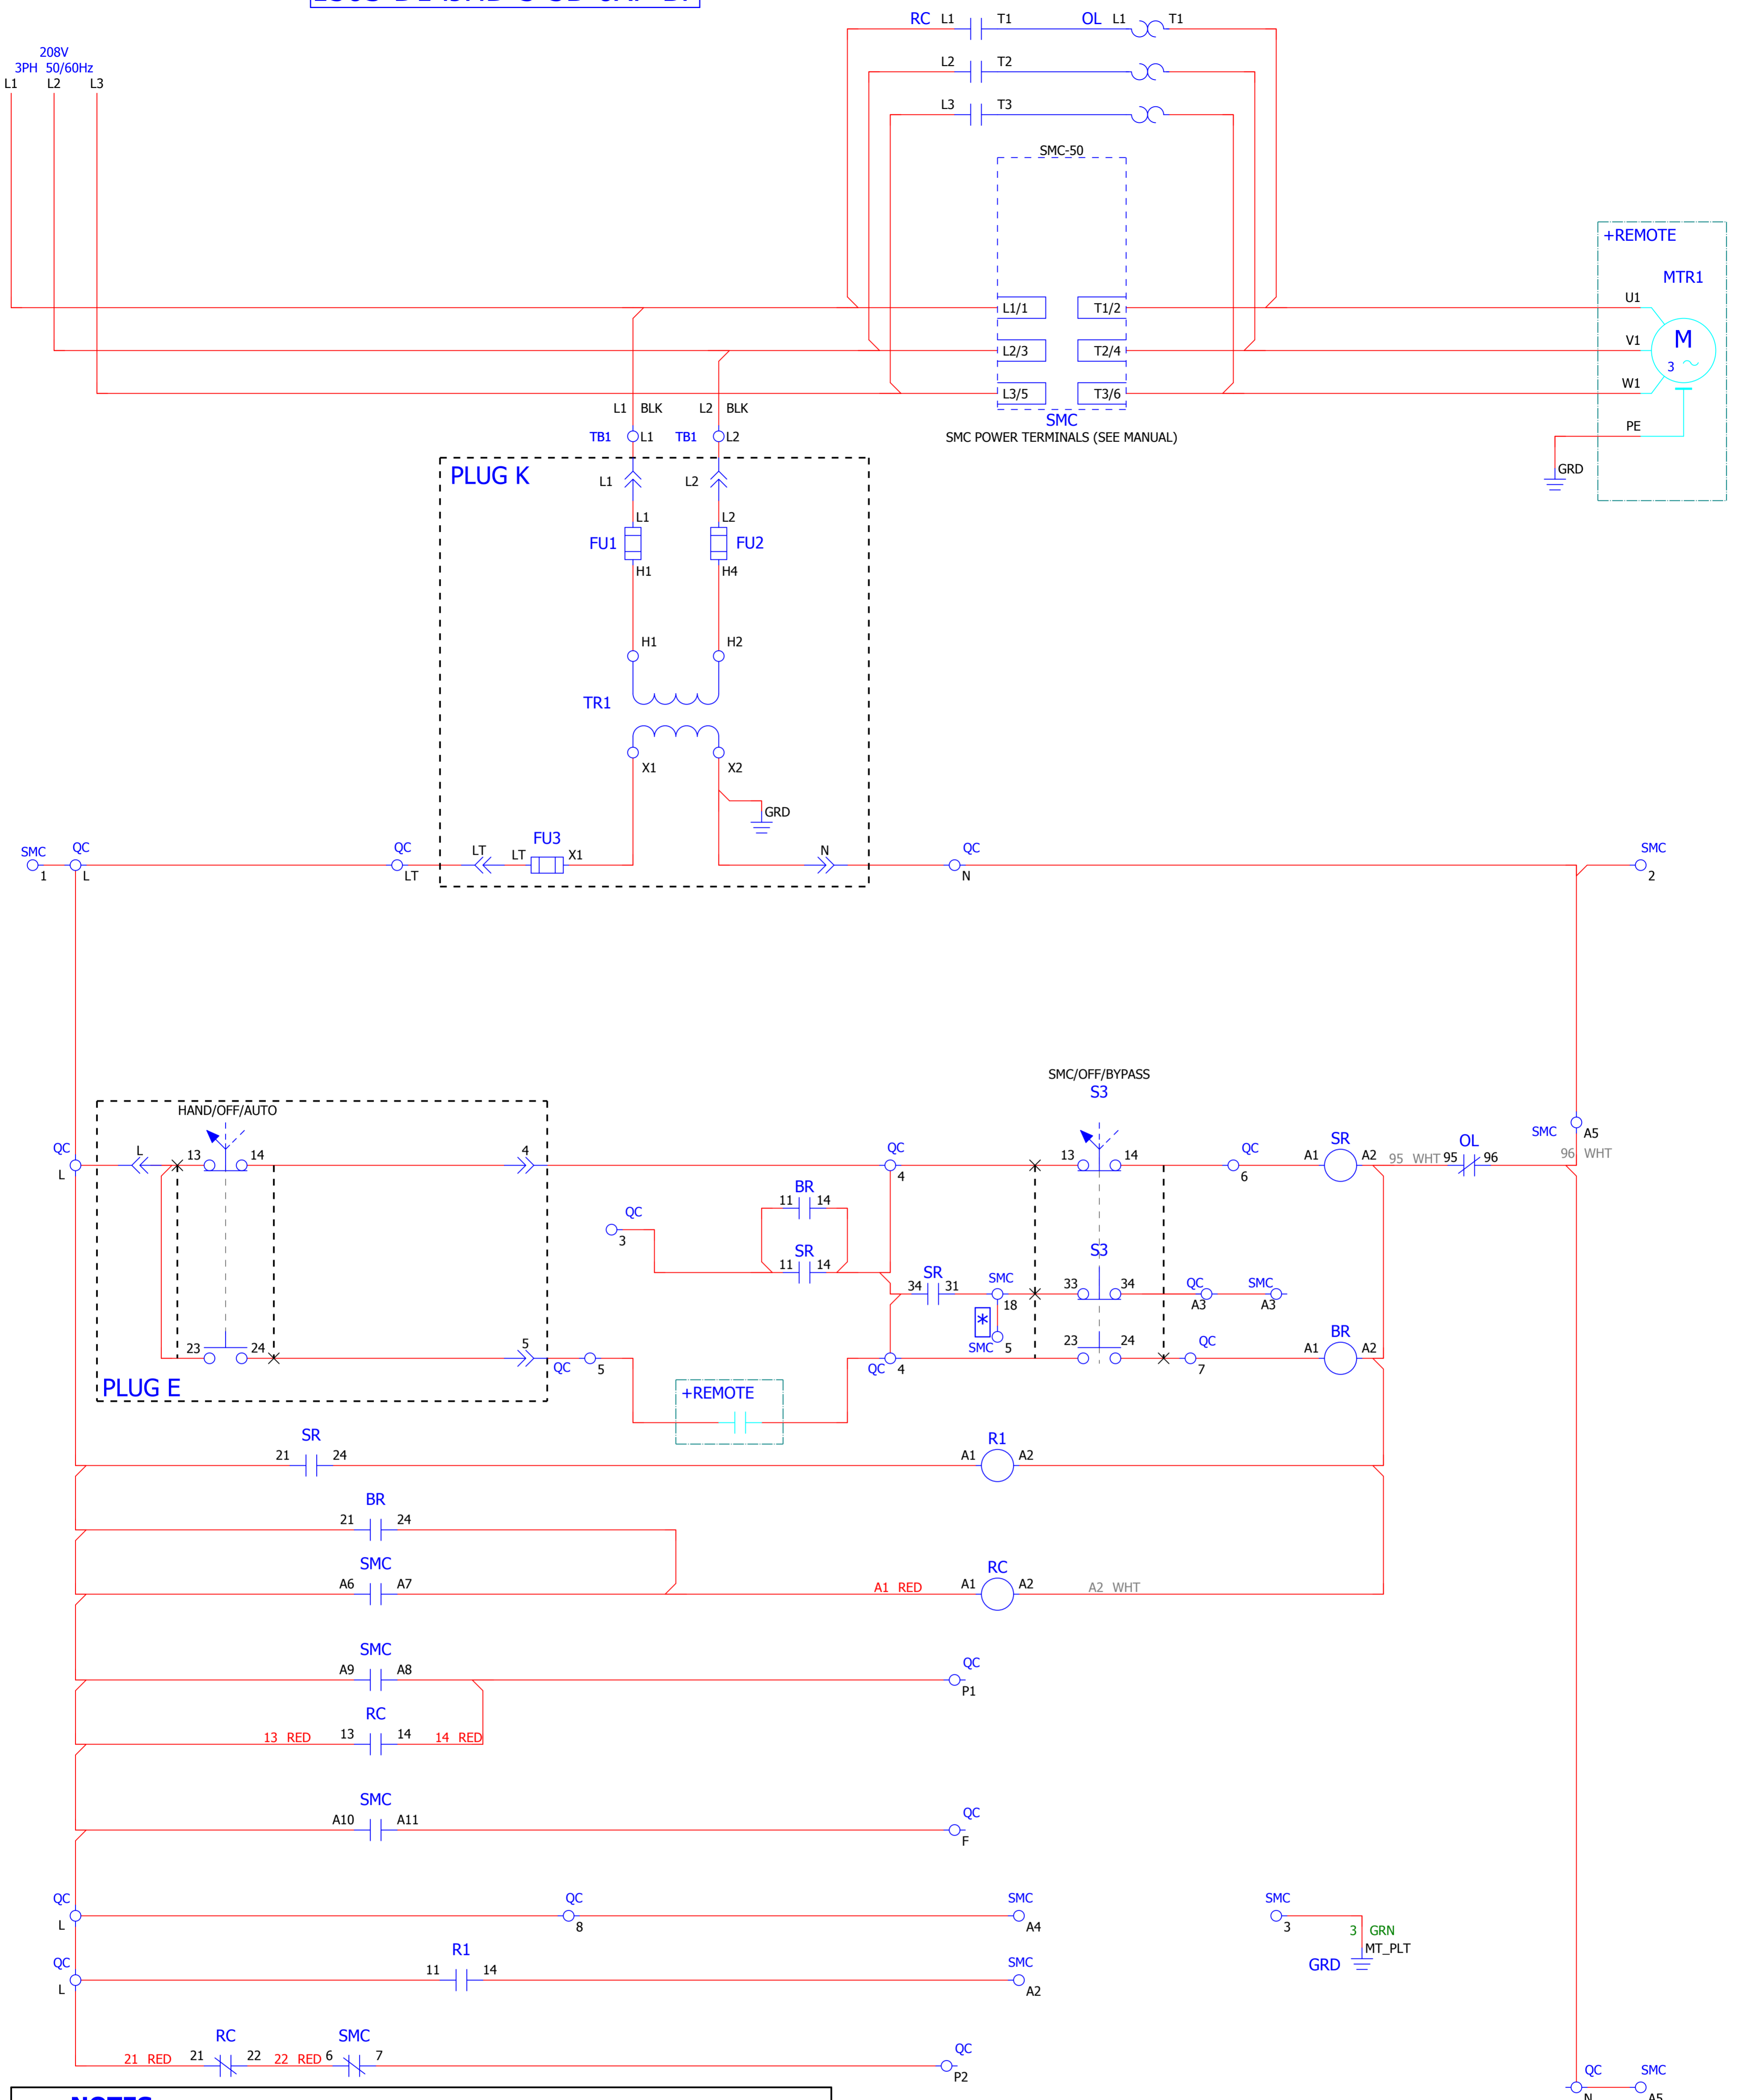 RC L1 T1 OL L1 T1
208V
3PH 50/60Hz
L1 L2 L3
L2 T2
L3 T3
SMC-50
+REMOTE
MTR1
L1/1 T1/2 U1
L2/3 T2/4 V1 M
3
L3/5 T3/6 W1
L1 BLK L2 BLK
SMC
PE
TB1 L1 TB1 L2
SMC POWER TERMINALS (SEE MANUAL)
PLUG K
L1 L2
GRD
L1 L2
FU1 FU2
H1 H4
H1 H2
TR1
X1 X2
GRD
SMC QC QC LT FU3 N QC SMC
LT X1
1 L LT N 2
SMC/OFF/BYPASS
S3
HAND/OFF/AUTO
SMC A5
QC L 13 14 4 QC 13 14 QC SR OL
A1 A2 95 WHT 95 96 96 WHT
L 4 6
BR
11 14
QC
3
SR
11 14
S3
SR SMC
34 31 33 34 QC SMC
18 A3 A3
*
SMC 5
23 24 5 23 24 QC BR
A1 A2
QC 5 QC 4 7
PLUG E
+REMOTE
SR R1
21 24 A1 A2
BR
21 24
SMC RC
A6 A7 A1 RED A1 A2 A2 WHT
SMC QC
A9 A8
P1
RC
13 RED 13 14 14 RED
SMC QC
A10 A11
F
QC QC SMC SMC
L 8 A4 3
3 GRN
MT_PLT
GRD
QC R1 SMC
11 14
L A2
RC SMC QC
21 RED 21 22 22 RED 6 7
P2
QC SMC
N A5
NOTES